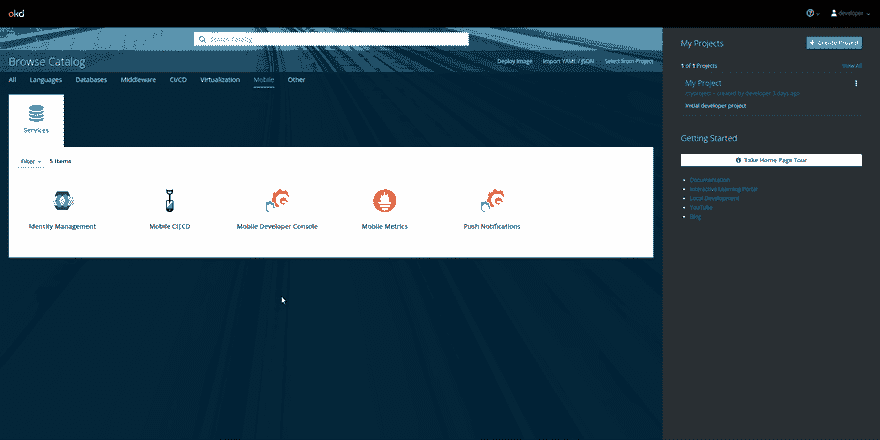 okd
developer
Search Catalog
Browse Catalog
Deploy Image Import YAML / JSON Select from Project
All Languages Databases Middleware CI/CD Virtualization Mobile Other
Services
Filter 5 Items
Identity Management Mobile CI|CD Mobile Developer Console Mobile Metrics Push Notifications
My Projects Create Project
1 of 1 Projects View All
My Project
myproject - created by developer 5 days ago
Initial developer project
Getting Started
Take Home Page Tour
Documentation
Interactive Learning Portal
Local Development
YouTube
Blog